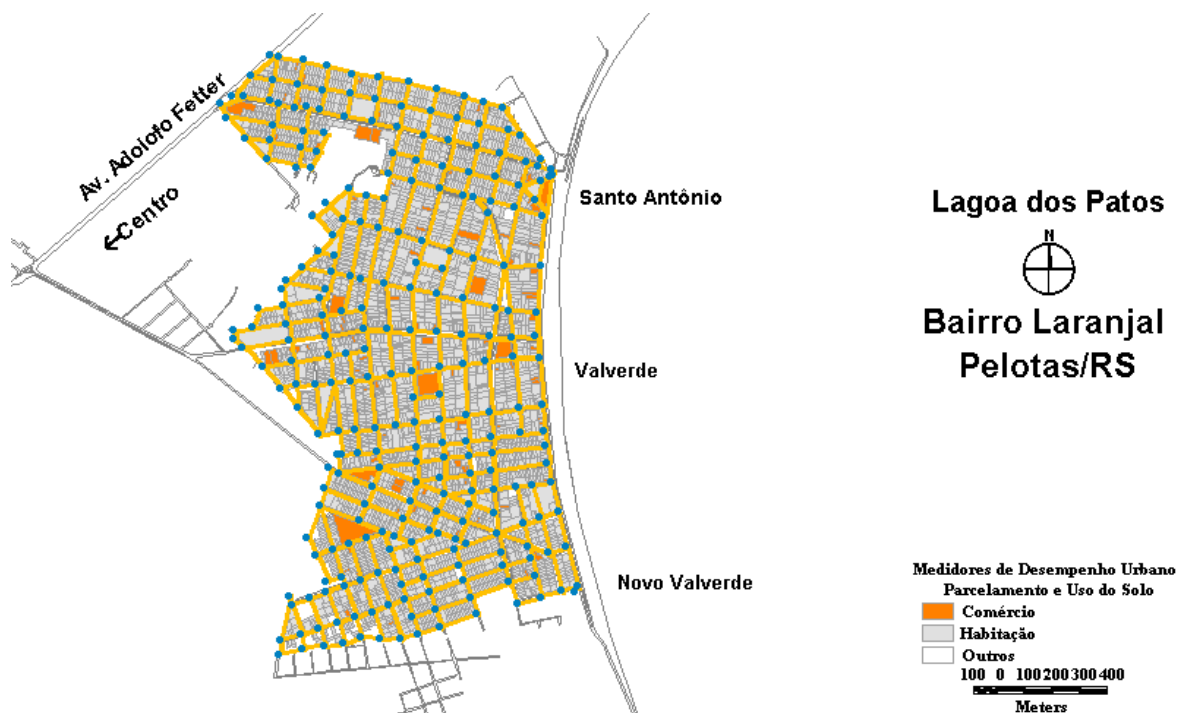 Av. Adolofo Fetter
←Centro
Santo Antônio
Valverde
Novo Valverde
Lagoa dos Patos
N
Bairro Laranjal
Pelotas/RS
Medidores de Desempenho Urbano
Parcelamento e Uso do Solo
Comércio
Habitação
Outros
100 0 100 200 300 400
Meters